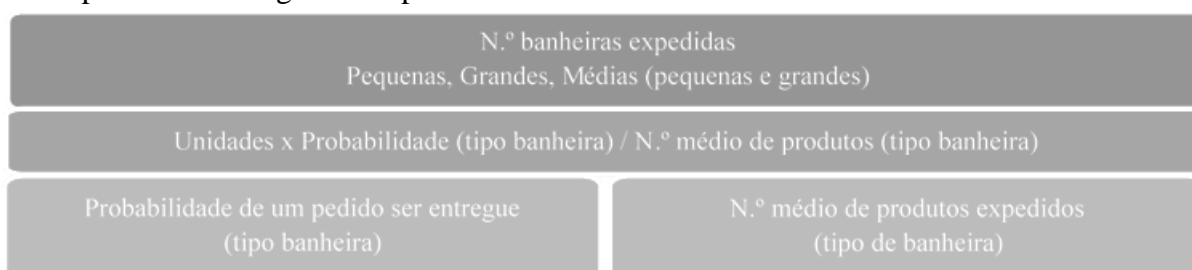 N.º banheiras expedidas
Pequenas, Grandes, Médias (pequenas e grandes)
Unidades x Probabilidade (tipo banheira) / N.º médio de produtos (tipo banheira)
Probabilidade de um pedido ser entregue
(tipo banheira)
N.º médio de produtos expedidos
(tipo de banheira)